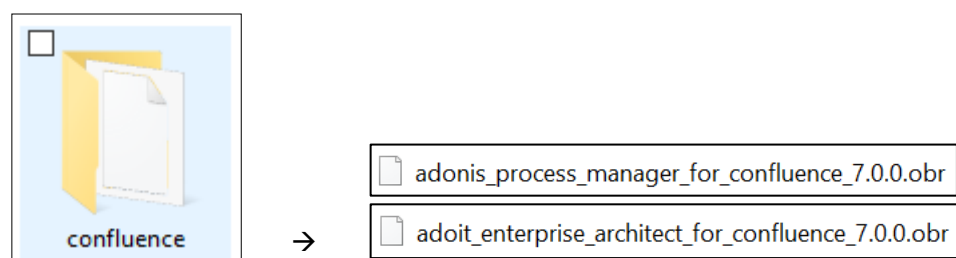 adonis_process_manager_for_confluence_7.0.0.obr
confluence → adoit_enterprise_architect_for_confluence_7.0.0.obr